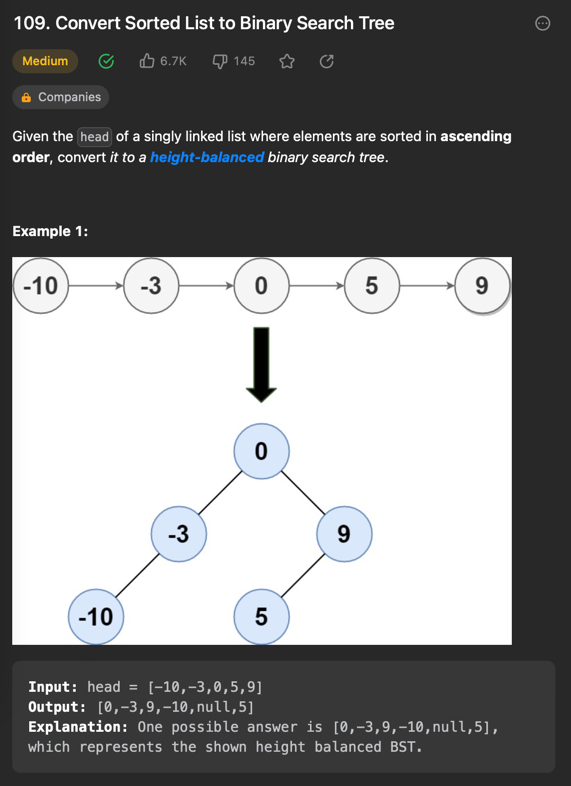 109. Convert Sorted List to Binary Search Tree
Medium 6.7K 145
Companies
Given the head of a singly linked list where elements are sorted in ascending
order, convert it to a height-balanced binary search tree.
Example 1:
-10 -3 0 5 9
0
-3 9
-10 5
Input: head = [-10,-3,0,5,9]
Output: [0,-3,9,-10,null,5]
Explanation: One possible answer is [0,-3,9,-10,null,5],
which represents the shown height balanced BST.